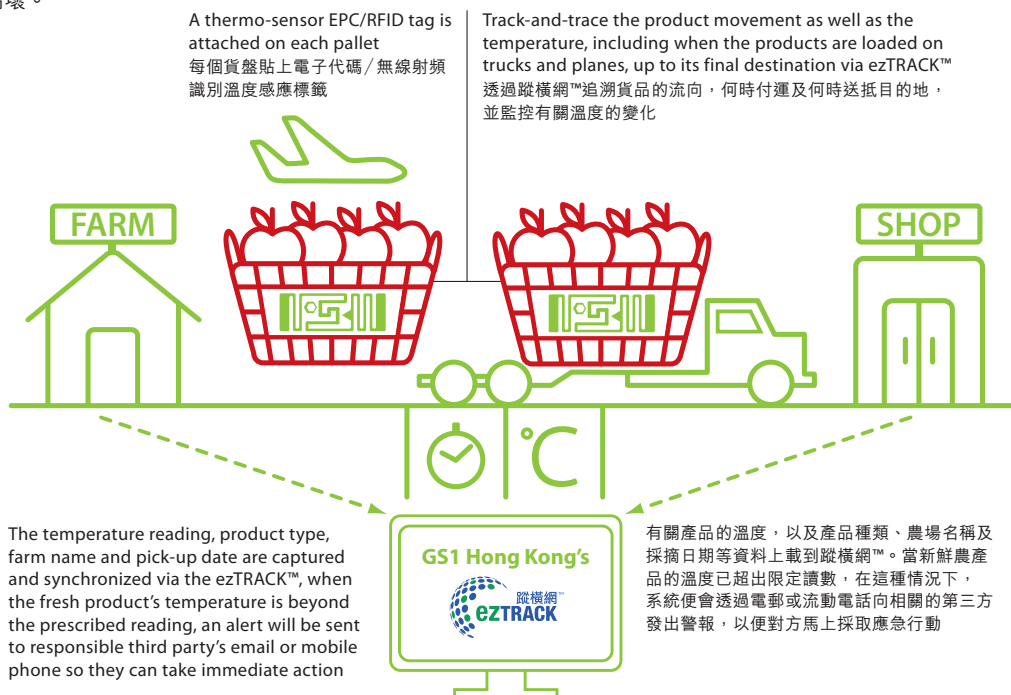 壞。
A thermo-sensor EPC/RFID tag is
attached on each pallet
每個貨盤貼上電子代碼／無線射頻
識別溫度感應標籤
Track-and-trace the product movement as well as the
temperature, including when the products are loaded on
trucks and planes, up to its final destination via ezTRACK™
透過蹤橫網™追溯貨品的流向，何時付運及何時送抵目的地，
並監控有關溫度的變化
FARM
SHOP
°C
The temperature reading, product type,
farm name and pick-up date are captured
and synchronized via the ezTRACK™, when
the fresh product's temperature is beyond
the prescribed reading, an alert will be sent
to responsible third party's email or mobile
phone so they can take immediate action
GS1 Hong Kong's
蹤橫網™
ezTRACK
有關產品的溫度，以及產品種類、農場名稱及
採摘日期等資料上載到蹤橫網™。當新鮮農產
品的溫度已超出限定讀數，在這種情況下，
系統便會透過電郵或流動電話向相關的第三方
發出警報，以便對方馬上採取應急行動